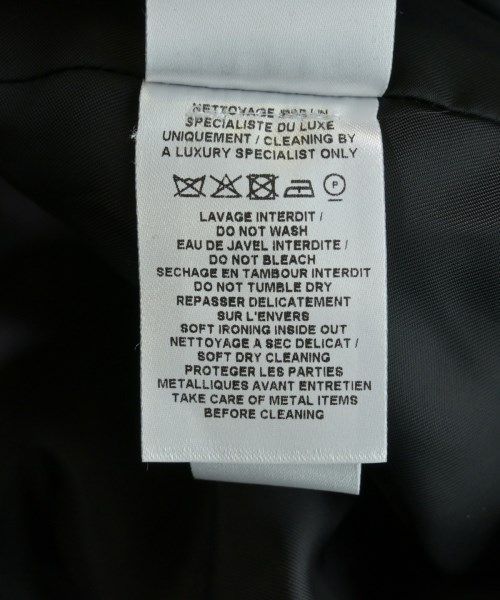 NETTOYAGE PAR UN
SPECIALISTE DU LUXE
UNIQUEMENT / CLEANING BY
A LUXURY SPECIALIST ONLY
P
LAVAGE INTERDIT /
DO NOT WASH
EAU DE JAVEL INTERDITE /
DO NOT BLEACH
SECHAGE EN TAMBOUR INTERDIT
DO NOT TUMBLE DRY
REPASSER DELICATEMENT
SUR L'ENVERS
SOFT IRONING INSIDE OUT
NETTOYAGE A SEC DELICAT /
SOFT DRY CLEANING
PROTEGER LES PARTIES
METALLIQUES AVANT ENTRETIEN
TAKE CARE OF METAL ITEMS
BEFORE CLEANING